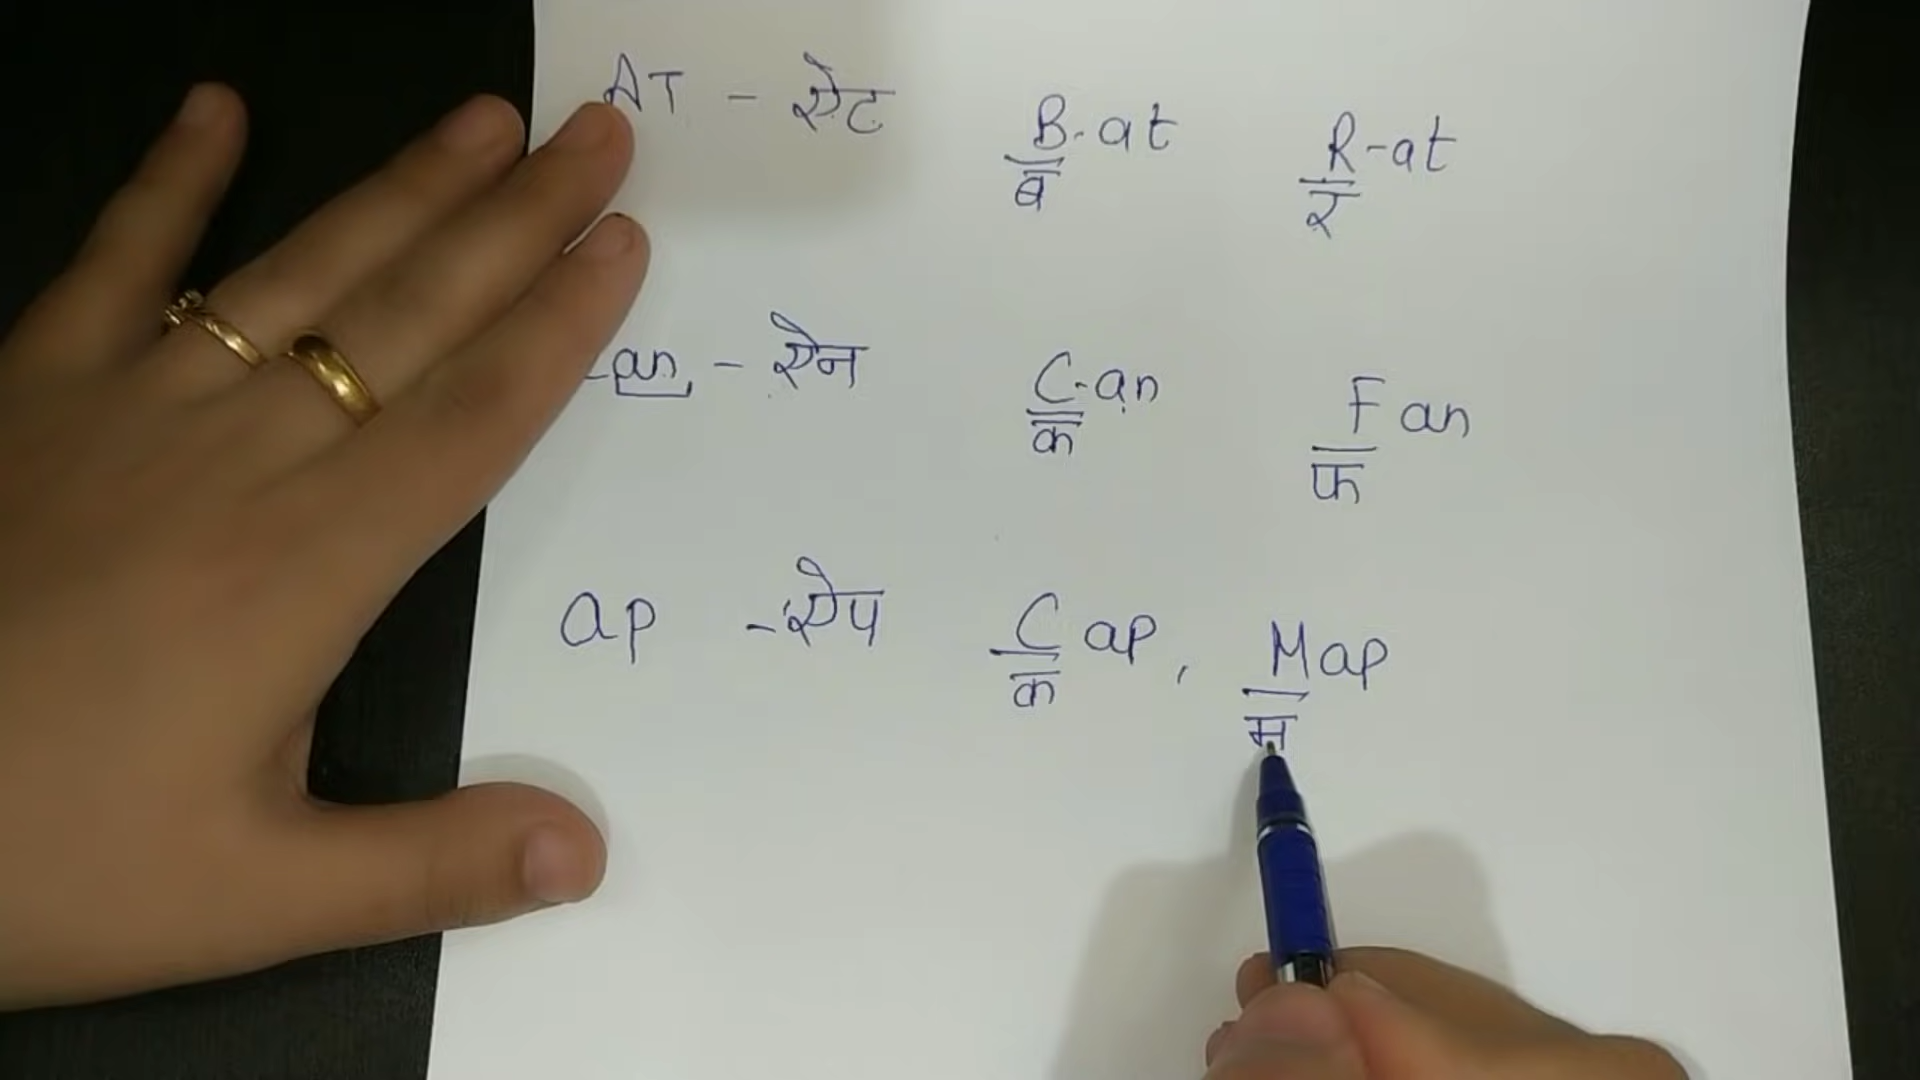 AT - ऐट B-at R-at
ब र
-an - ऐन C-an Fan
क फ
ap - ऐप Cap, Map
क म